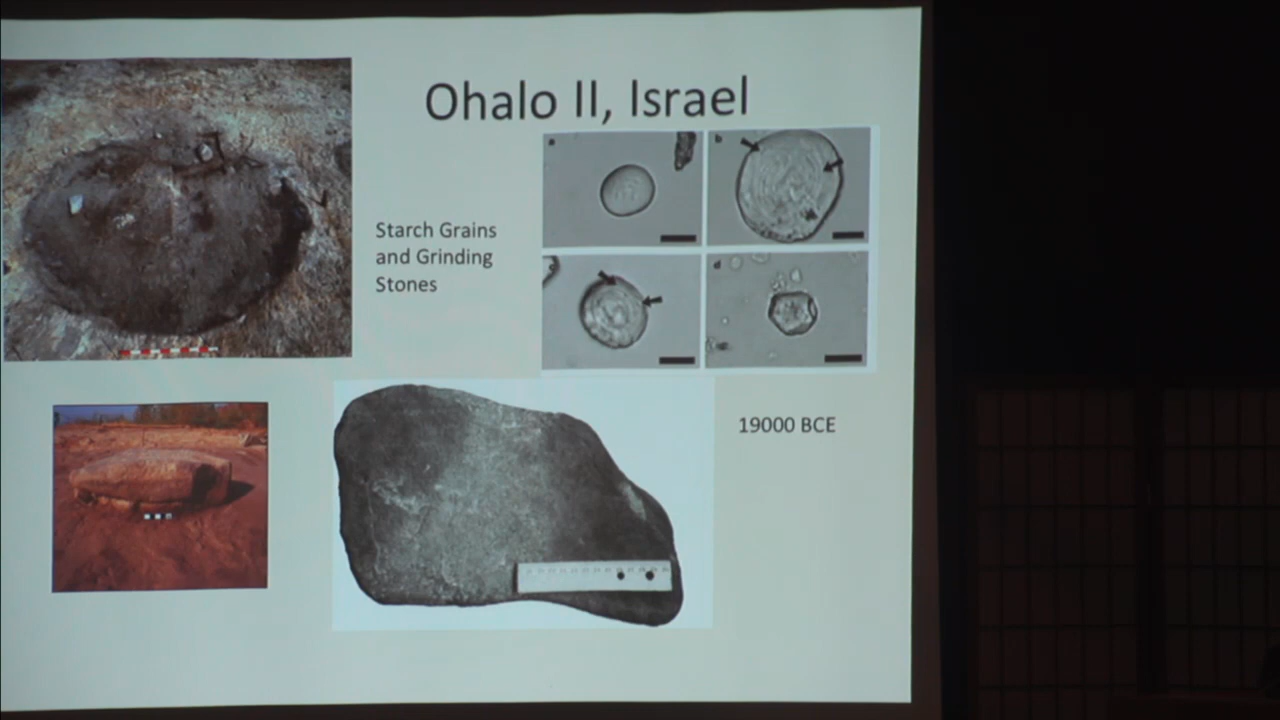 Ohalo II, Israel
a
b
Starch Grains
and Grinding
Stones
d
19000 BCE